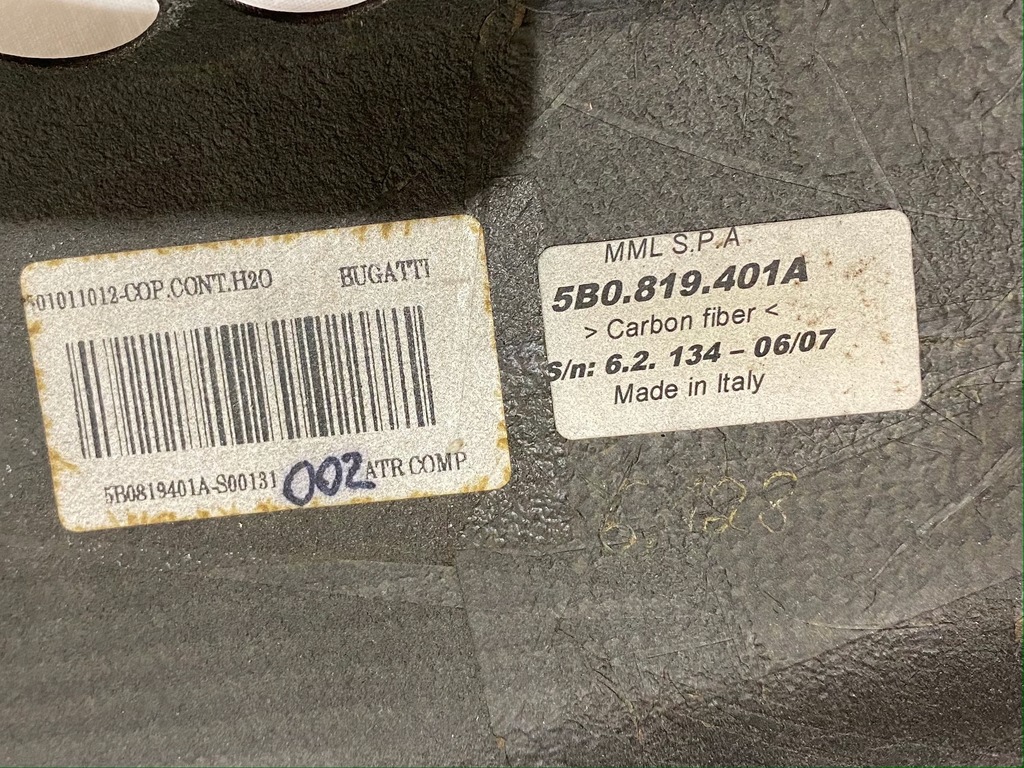 501011012-COP.CONT.H2O BUGATTI
5B0819401A-S00131 002 ATR COMP
MML S.P.A
5B0.819.401A
> Carbon fiber <
S/n: 6.2. 134 – 06/07
Made in Italy